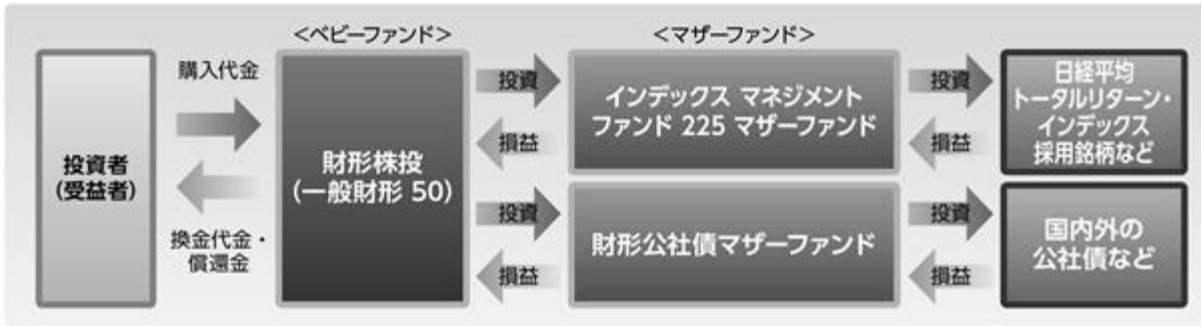 <ベビーファンド>
<マザーファンド>
購入代金
投資者
(受益者)
換金代金・
償還金
財形株投
(一般財形 50)
投資
損益
インデックス マネジメント
ファンド 225 マザーファンド
投資
損益
日経平均
トータルリターン・
インデックス
採用銘柄など
投資
損益
財形公社債マザーファンド
投資
損益
国内外の
公社債など